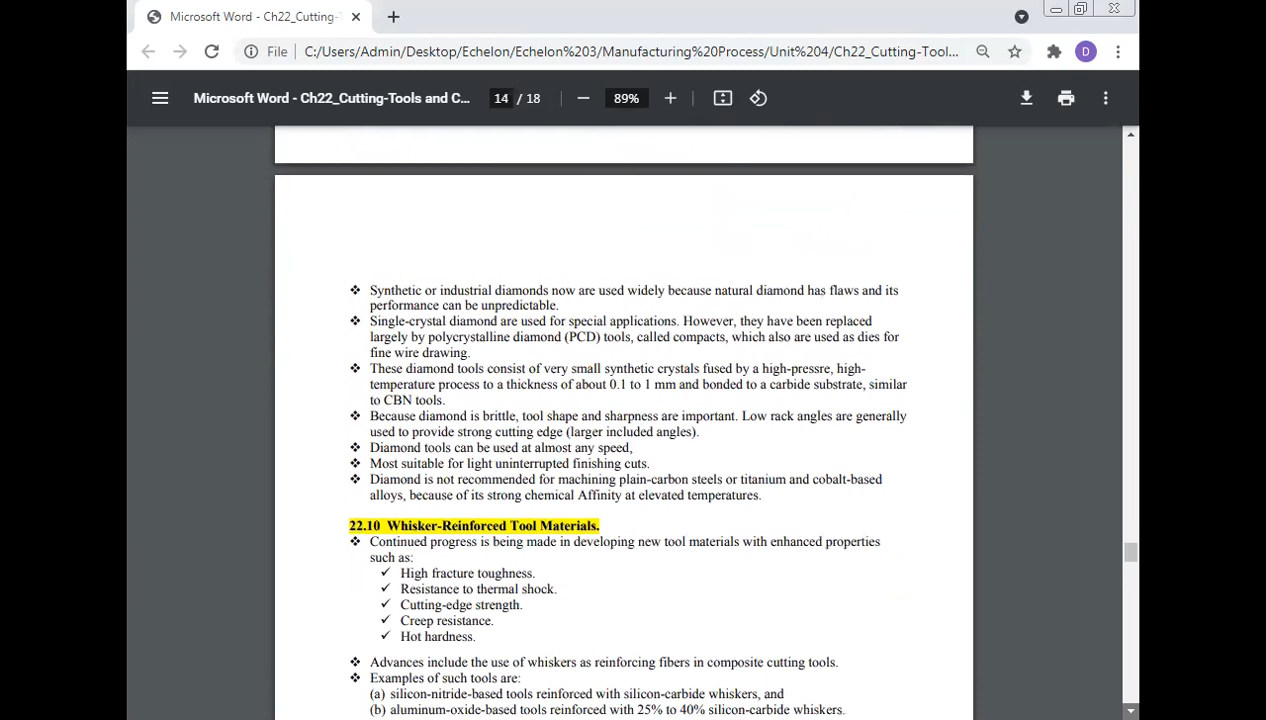 Microsoft Word - Ch22_Cutting-T
File C:/Users/Admin/Desktop/Echelon/Echelon%203/Manufacturing%20Process/Unit%204/Ch22_Cutting-Tool... D
Microsoft Word - Ch22_Cutting-Tools and C... 14 / 18 89%
❖ Synthetic or industrial diamonds now are used widely because natural diamond has flaws and its
performance can be unpredictable.
❖ Single-crystal diamond are used for special applications. However, they have been replaced
largely by polycrystalline diamond (PCD) tools, called compacts, which also are used as dies for
fine wire drawing.
❖ These diamond tools consist of very small synthetic crystals fused by a high-pressre, high-
temperature process to a thickness of about 0.1 to 1 mm and bonded to a carbide substrate, similar
to CBN tools.
❖ Because diamond is brittle, tool shape and sharpness are important. Low rack angles are generally
used to provide strong cutting edge (larger included angles).
❖ Diamond tools can be used at almost any speed,
❖ Most suitable for light uninterrupted finishing cuts.
❖ Diamond is not recommended for machining plain-carbon steels or titanium and cobalt-based
alloys, because of its strong chemical Affinity at elevated temperatures.
22.10 Whisker-Reinforced Tool Materials.
❖ Continued progress is being made in developing new tool materials with enhanced properties
such as:
✓ High fracture toughness.
✓ Resistance to thermal shock.
✓ Cutting-edge strength.
✓ Creep resistance.
✓ Hot hardness.
❖ Advances include the use of whiskers as reinforcing fibers in composite cutting tools.
❖ Examples of such tools are:
(a) silicon-nitride-based tools reinforced with silicon-carbide whiskers, and
(b) aluminum-oxide-based tools reinforced with 25% to 40% silicon-carbide whiskers.